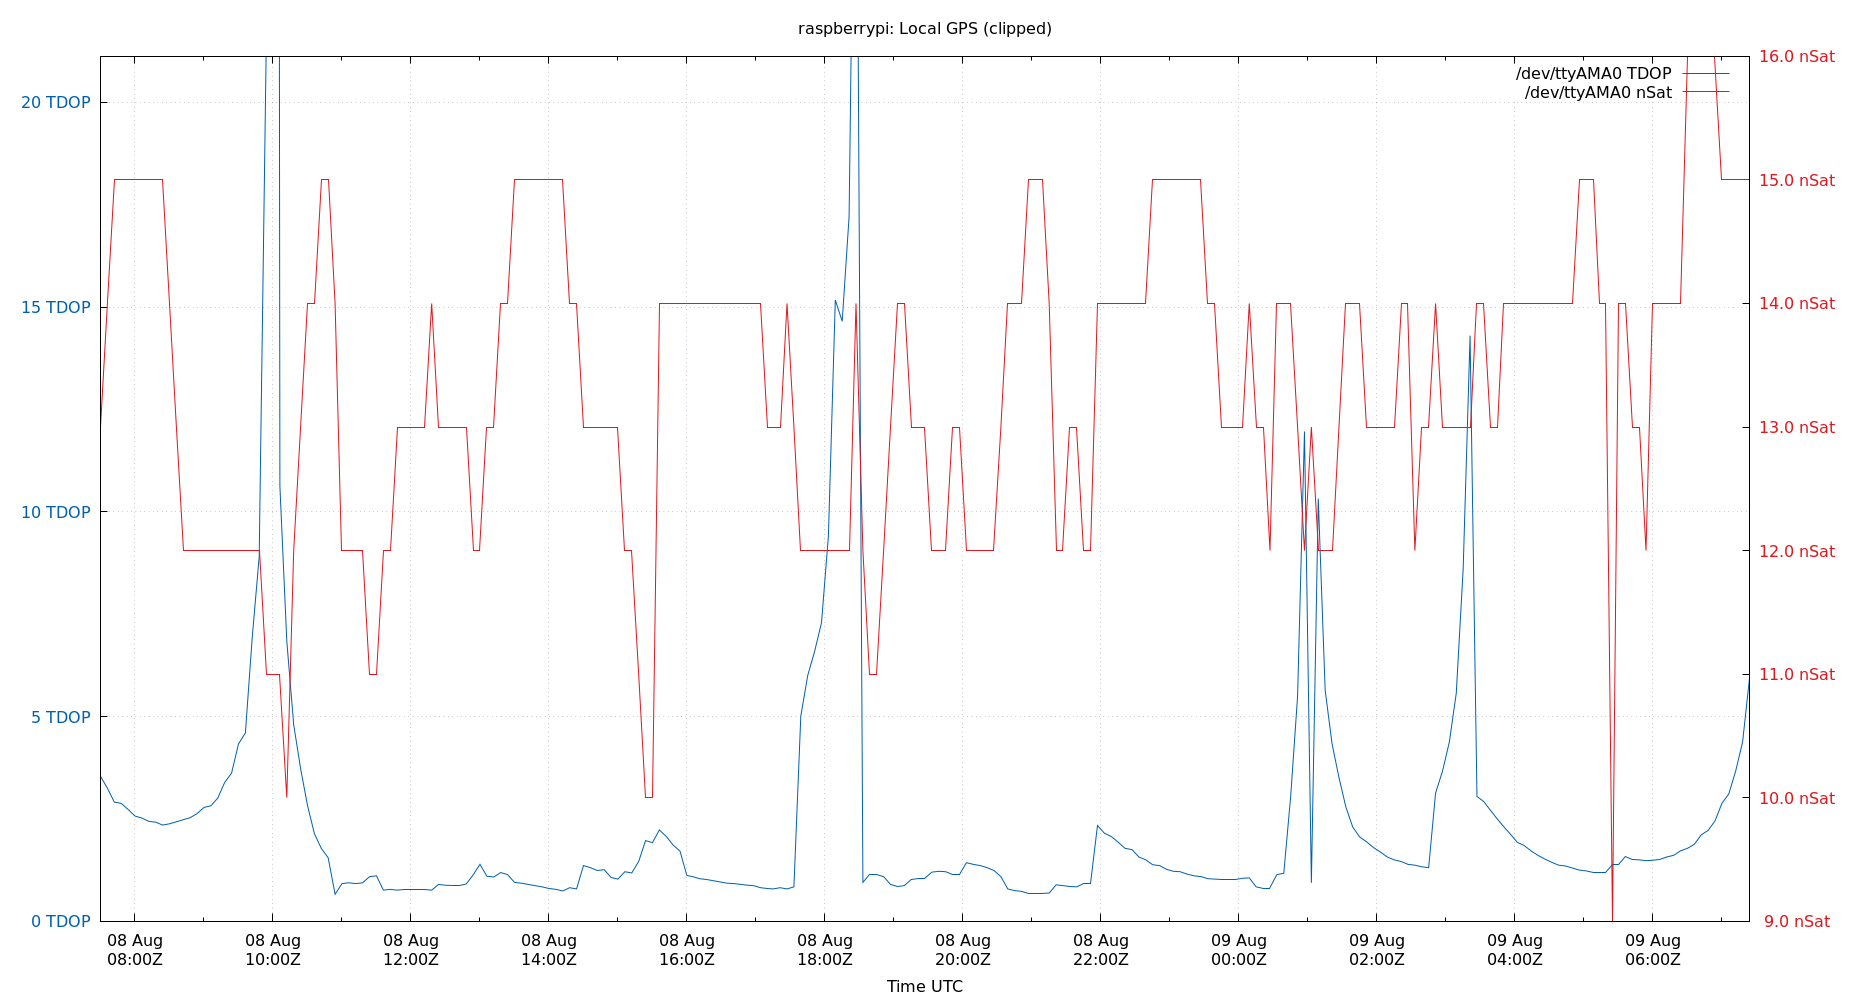 raspberrypi: Local GPS (clipped)
16.0 nSat
/dev/ttyAMA0 TDOP
/dev/ttyAMA0 nSat
20 TDOP
15.0 nSat
15 TDOP
14.0 nSat
13.0 nSat
10 TDOP
12.0 nSat
11.0 nSat
5 TDOP
10.0 nSat
0 TDOP
9.0 nSat
08 Aug 08 Aug 08 Aug 08 Aug 08 Aug 08 Aug 08 Aug 08 Aug 09 Aug 09 Aug 09 Aug 09 Aug
08:00Z 10:00Z 12:00Z 14:00Z 16:00Z 18:00Z 20:00Z 22:00Z 00:00Z 02:00Z 04:00Z 06:00Z
Time UTC